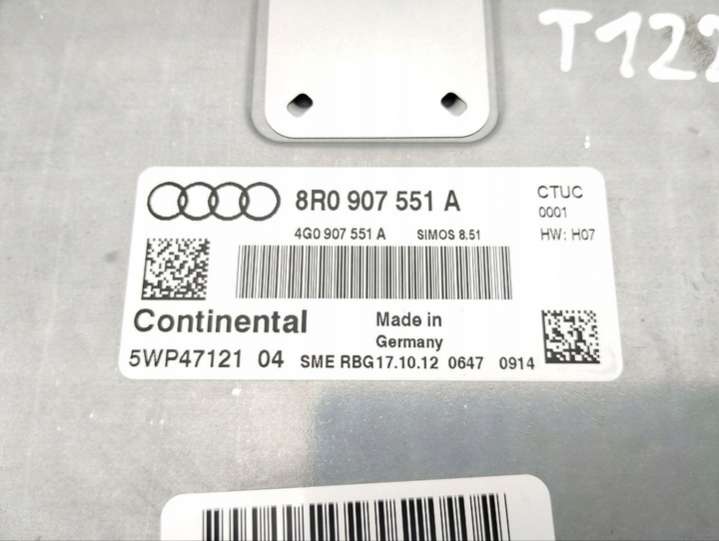 T122
8R0 907 551 A
CTUC
4G0 907 551 A SIMOS 8.51
0001
HW: H07
Continental
Made in
Germany
5WP47121 04 SME RBG17.10.12 0647 0914